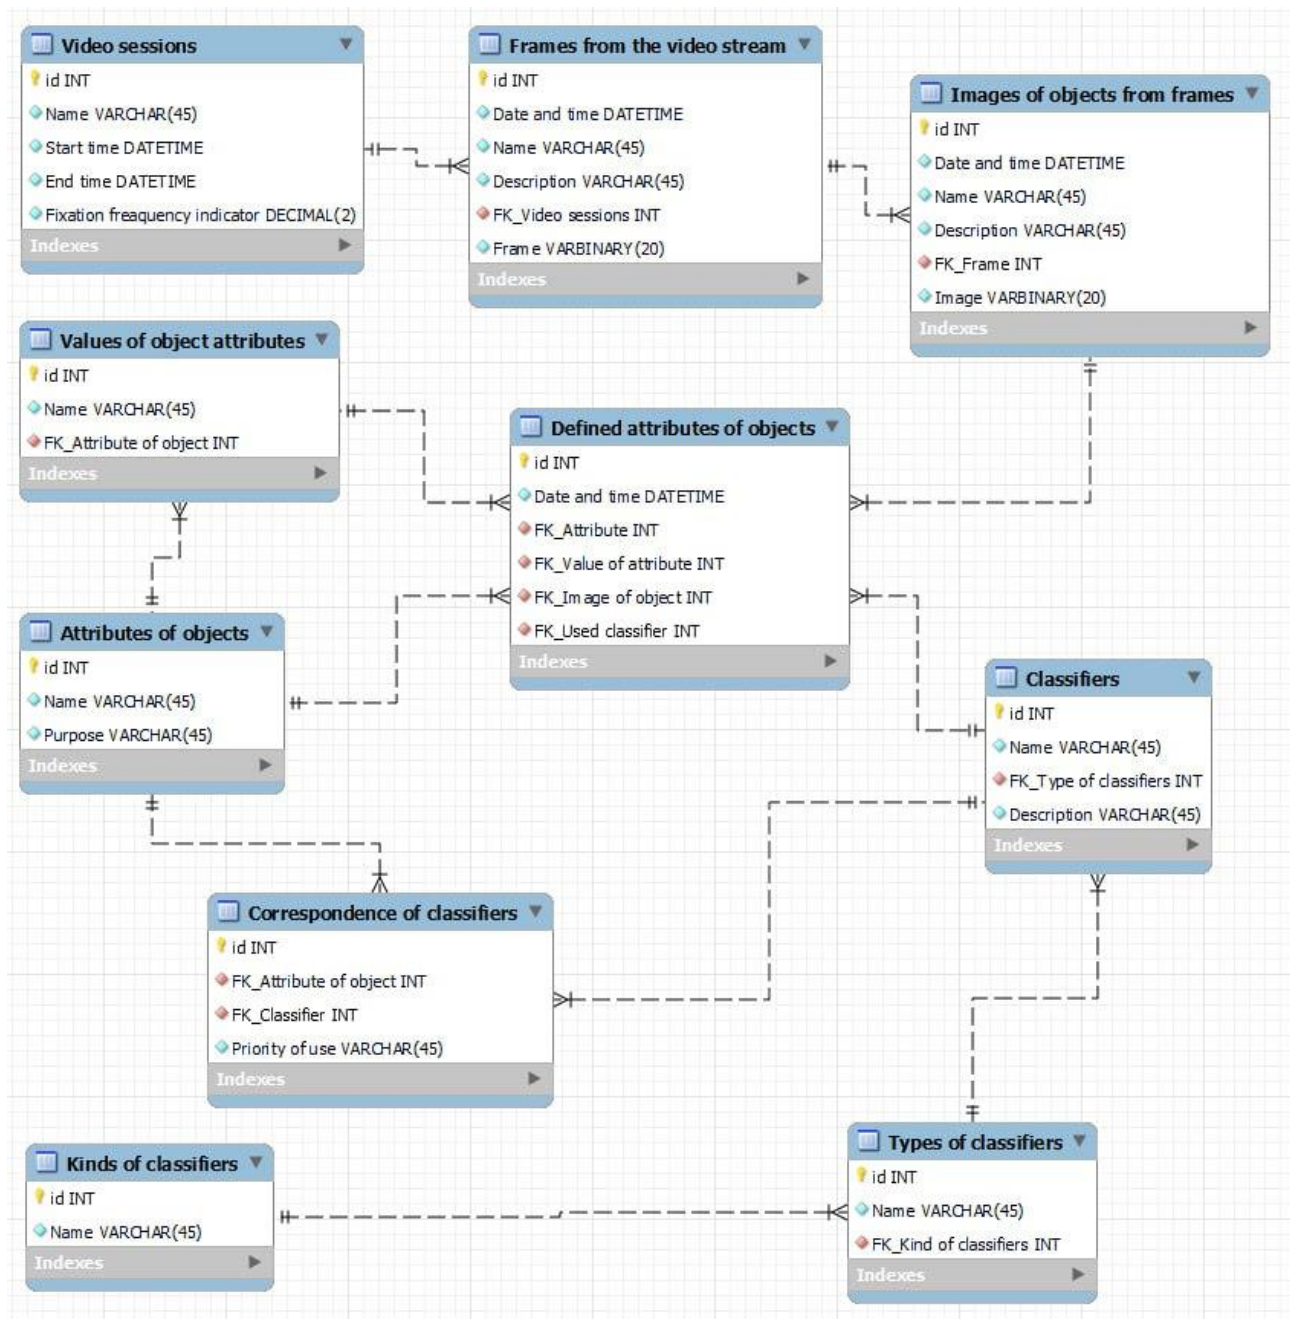 Video sessions
id INT
Name VARCHAR(45)
Start time DATETIME
End time DATETIME
Fixation freaquency indicator DECIMAL(2)
Indexes
Frames from the video stream
id INT
Date and time DATETIME
Name VARCHAR(45)
Description VARCHAR(45)
FK_Video sessions INT
Frame VARBINARY(20)
Indexes
Images of objects from frames
id INT
Date and time DATETIME
Name VARCHAR(45)
Description VARCHAR(45)
FK_Frame INT
Image VARBINARY(20)
Indexes
Values of object attributes
id INT
Name VARCHAR(45)
FK_Attribute of object INT
Indexes
Defined attributes of objects
id INT
Date and time DATETIME
FK_Attribute INT
FK_Value of attribute INT
FK_Image of object INT
FK_Used classifier INT
Indexes
Attributes of objects
id INT
Name VARCHAR(45)
Purpose VARCHAR(45)
Indexes
Classifiers
id INT
Name VARCHAR(45)
FK_Type of classifiers INT
Description VARCHAR(45)
Indexes
Correspondence of classifiers
id INT
FK_Attribute of object INT
FK_Classifier INT
Priority of use VARCHAR(45)
Indexes
Kinds of classifiers
id INT
Name VARCHAR(45)
Indexes
Types of classifiers
id INT
Name VARCHAR(45)
FK_Kind of classifiers INT
Indexes